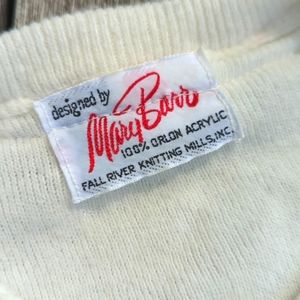 designed by
Mary Barr
100% ORLON ACRYLIC
FALL RIVER KNITTING MILLS, INC.